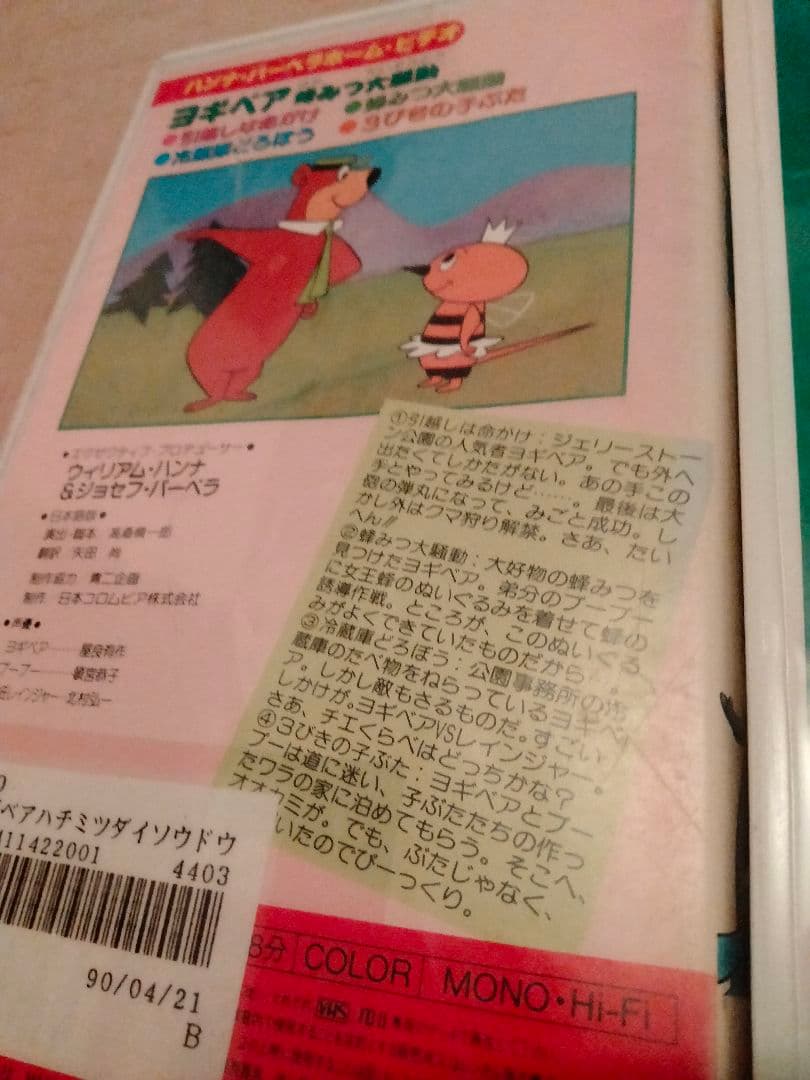 ハンナ・バーベラホーム・ビデオ
ヨギベア 蜂みつ大騒動
●引越しは命がけ ●蜂みつ大騒動
●冷蔵庫どろぼう ●3びきの子ぶた
①引越しは命がけ：ジェリーストー
ン公園の人気者ヨギベア。でも外へ
出たくてしかたがない。あの手この
手とやってみるけど……。最後は大
砲の弾丸になって、みごと成功。し
かし外はクマ狩り解禁。さあ、たい
へん!!
②蜂みつ大騒動：大好物の蜂みつを
見つけたヨギベア。弟分のブーブー
に女王蜂のぬいぐるみを着せて蜂の
誘導作戦。ところが、このぬいぐる
みがよくできていたものだから…。
③冷蔵庫どろぼう：公園事務所の冷
蔵庫のたべ物をねらっているヨギベ
ア。しかし敵もさるものだ。すごい
しかけが。ヨギベアVSレインジャー。
さあ、チエくらべはどっちかな？
④3びきの子ぶた：ヨギベアとブー
ブーは道に迷い、子ぶたたちの作っ
たワラの家に泊めてもらう。そこへ、
オオカミが。でも、ぶたじゃなく、
いたのでびーっくり。
●エグゼクティブ・プロデューサー●
ウィリアム・ハンナ
&ジョセフ・バーベラ
●日本語版●
演出・脚本 高桑慎一郎
翻訳 矢田 尚
制作協力 青二企画
制作 日本コロムビア株式会社
●声優●
ヨギベア 屋良有作
ブーブー
レインジャー 北村弘一
ベアハチミツダイソウドウ
411422001 4403
90/04/21
B
8分 COLOR MONO・Hi-Fi
VHS